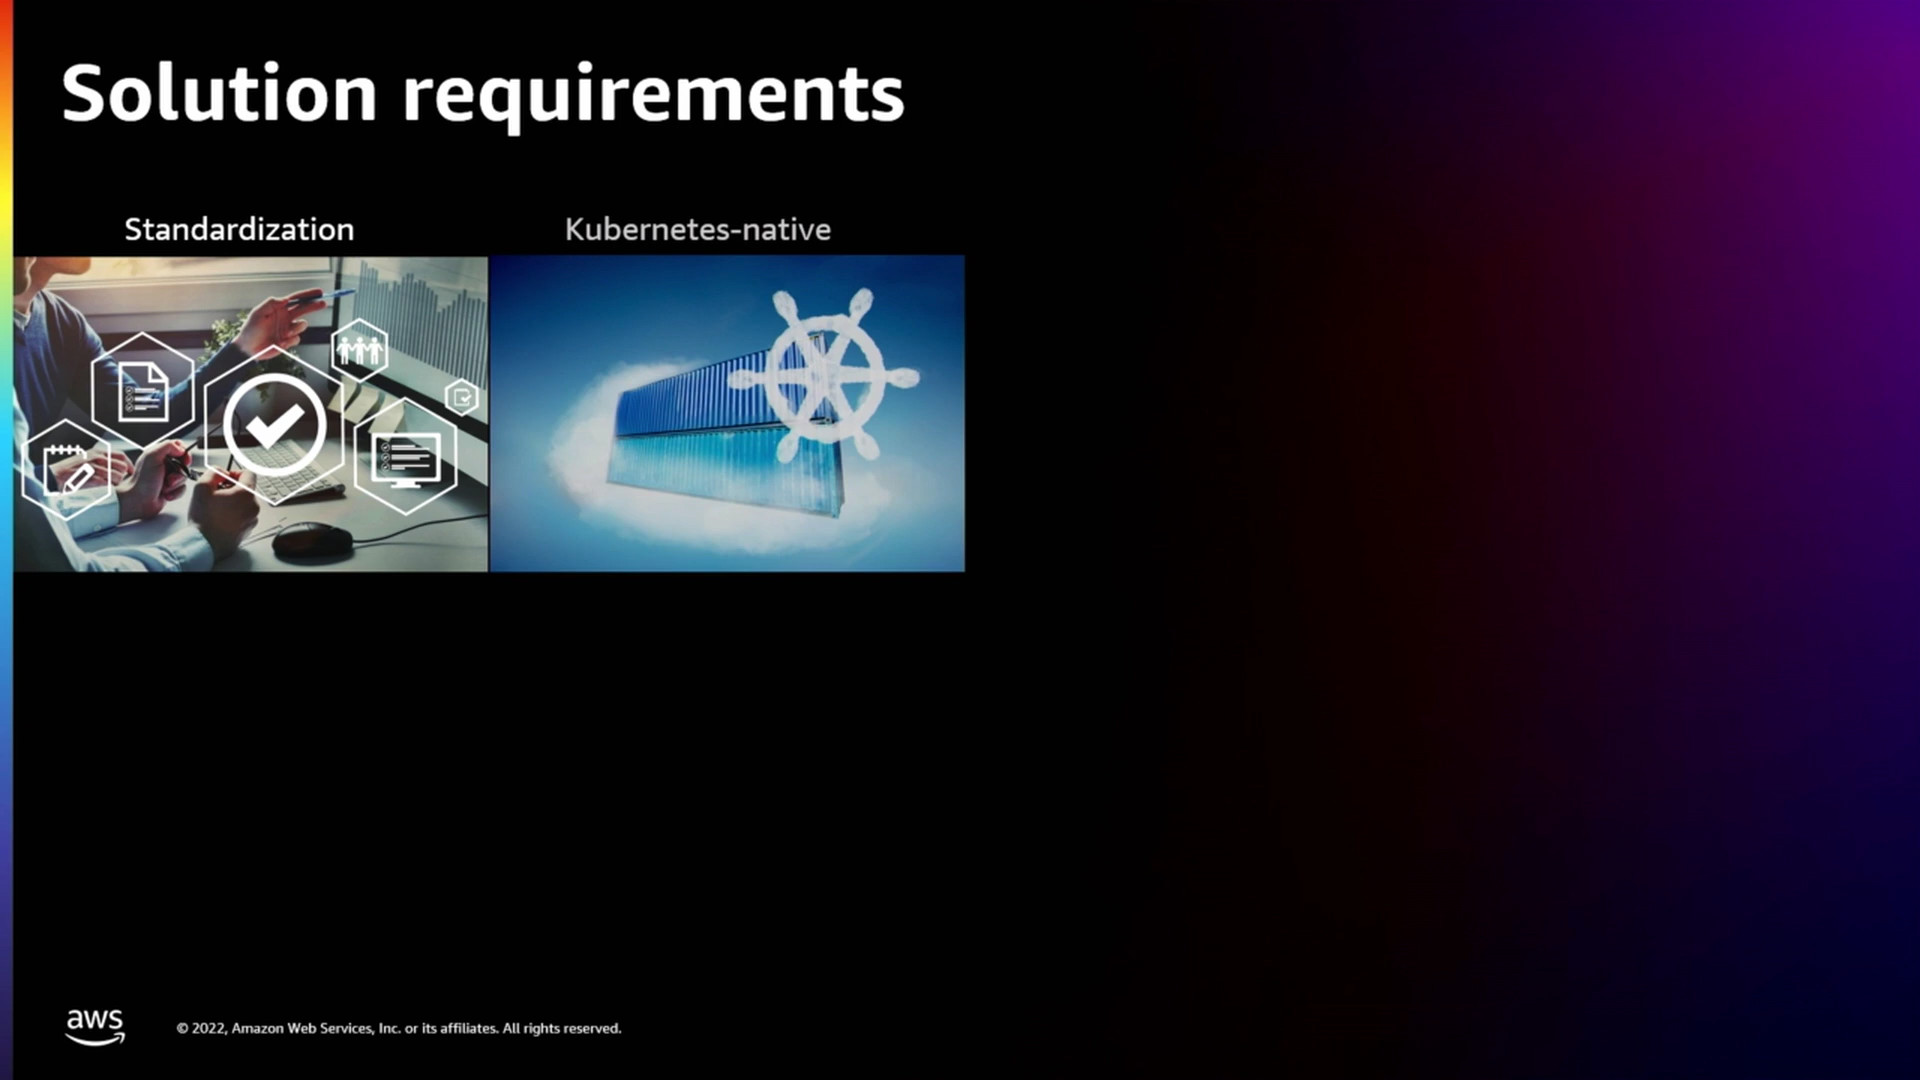 Solution requirements
Standardization
Kubernetes-native
aws
© 2022, Amazon Web Services, Inc. or its affiliates. All rights reserved.